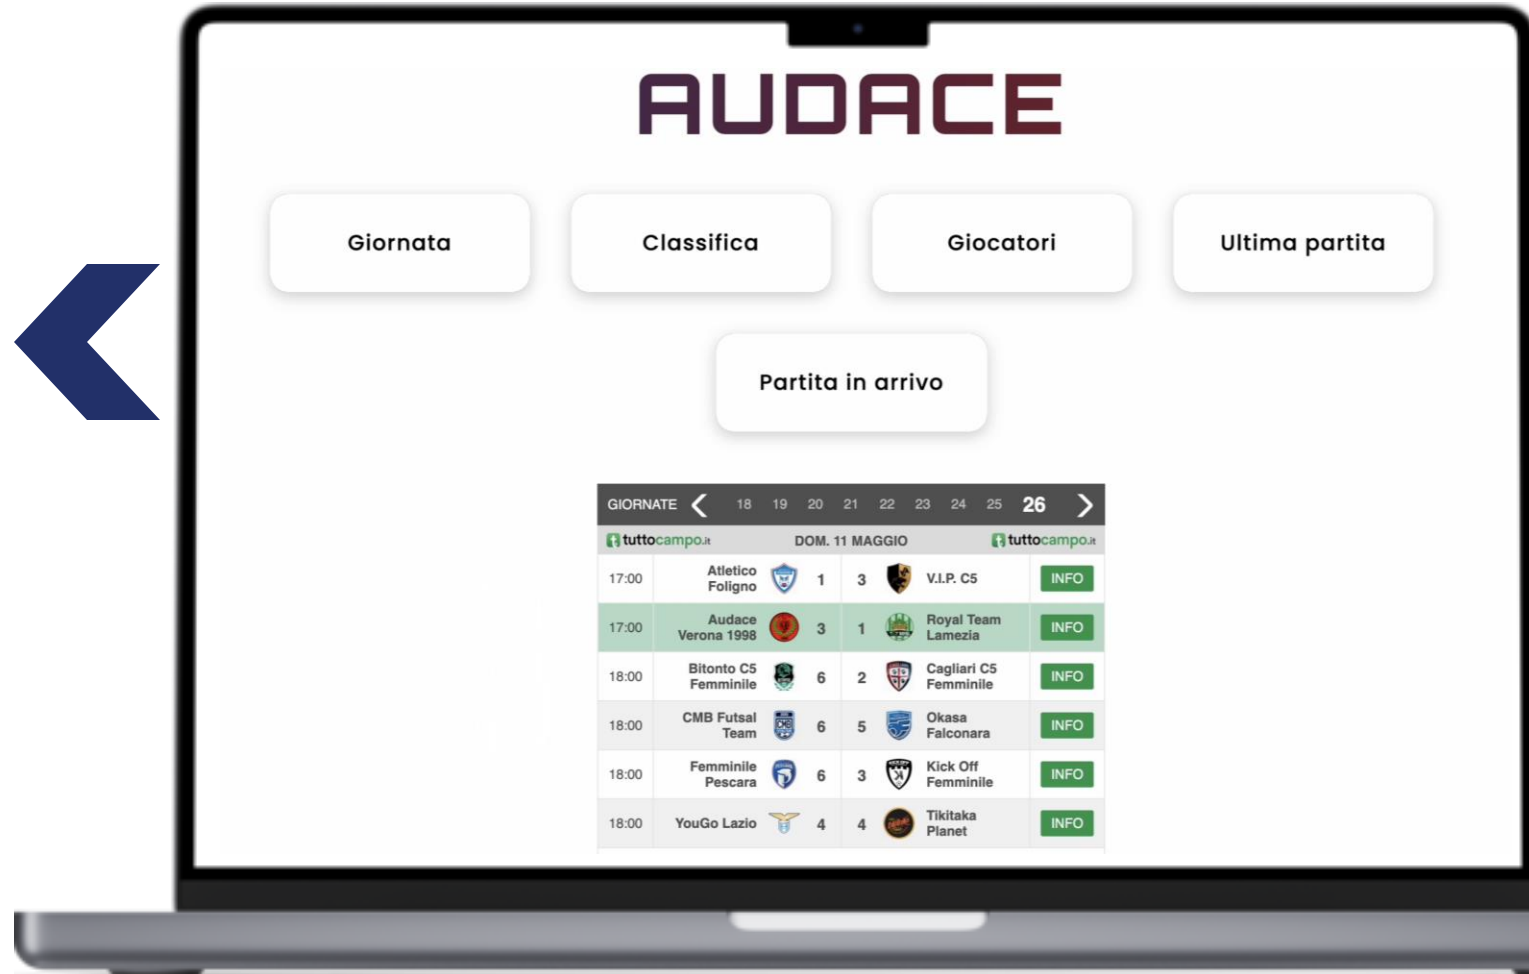 AUDACE
Giornata
Classifica
Giocatori
Ultima partita
Partita in arrivo
GIORNATE 18 19 20 21 22 23 24 25 26
tuttocampo.it DOM. 11 MAGGIO tuttocampo.it
17:00 Atletico Foligno 1 3 V.I.P. C5 INFO
17:00 Audace Verona 1998 3 1 Royal Team Lamezia INFO
18:00 Bitonto C5 Femminile 6 2 Cagliari C5 Femminile INFO
18:00 CMB Futsal Team 6 5 Okasa Falconara INFO
18:00 Femminile Pescara 6 3 Kick Off Femminile INFO
18:00 YouGo Lazio 4 4 Tikitaka Planet INFO